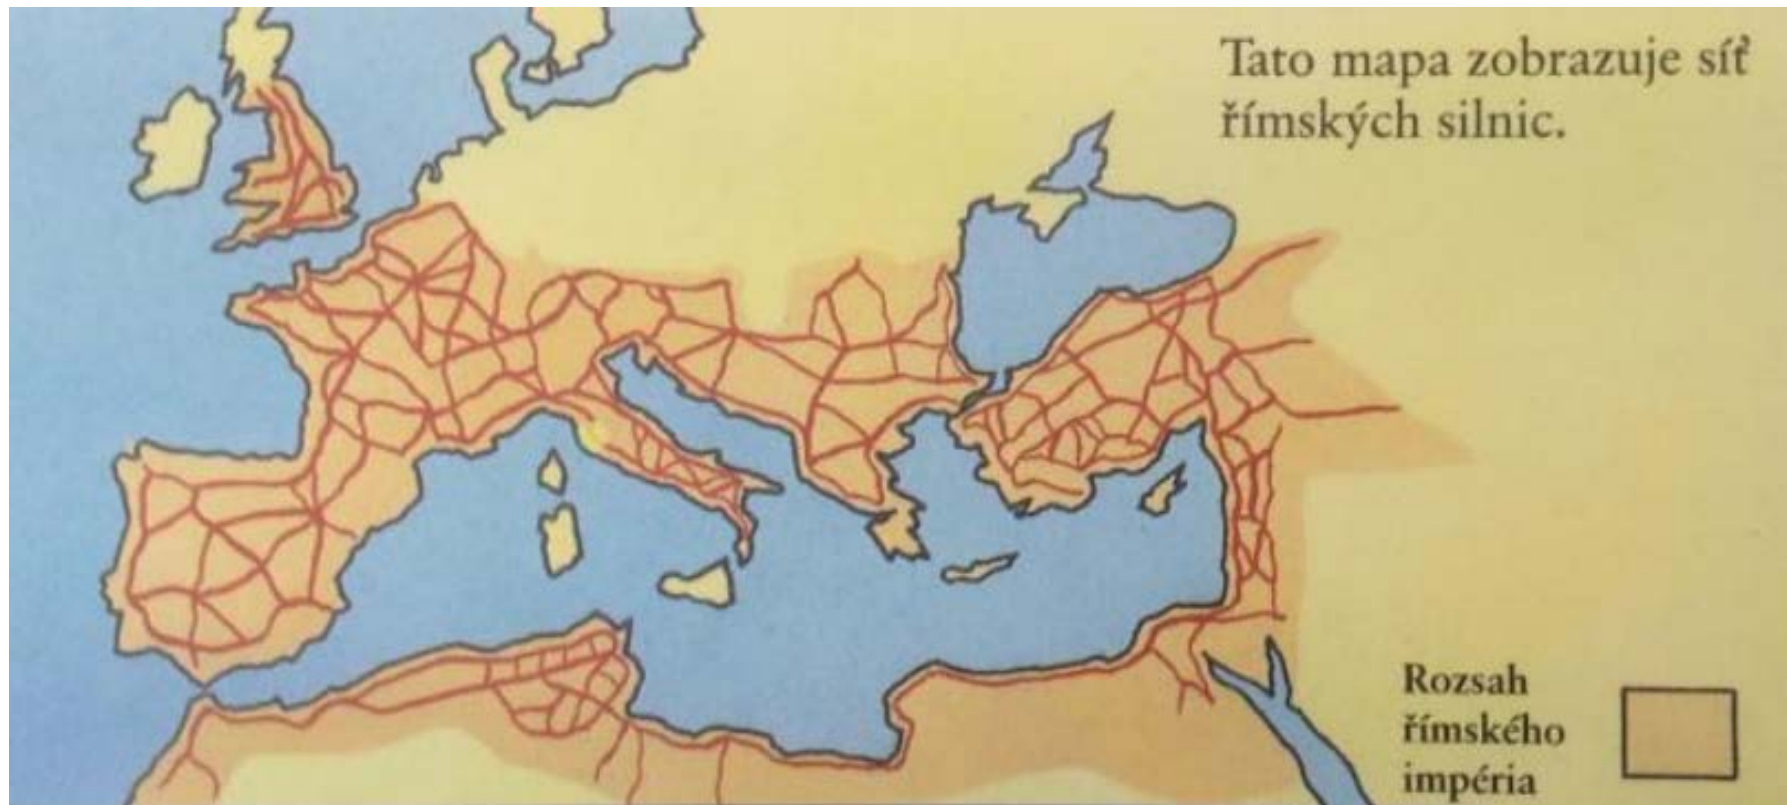 Tato mapa zobrazuje síť
římských silnic.
Rozsah
římského
impéria